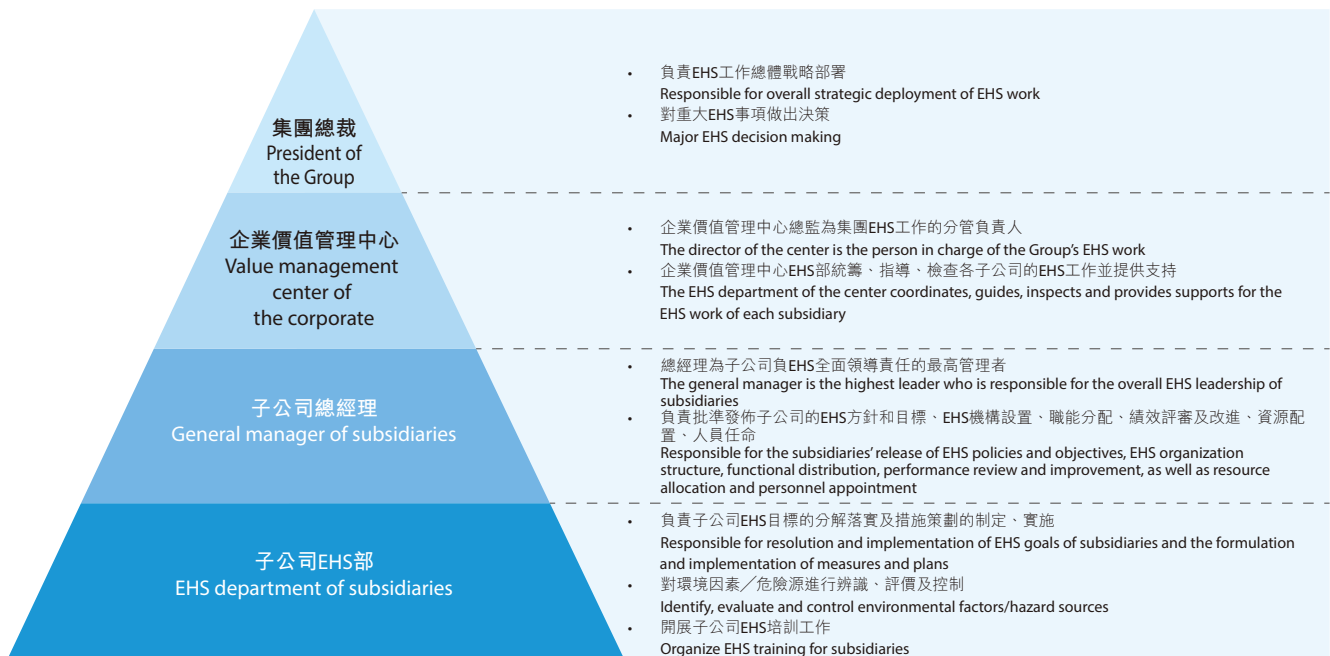 集團總裁
President of
the Group
• 負責EHS工作總體戰略部署
Responsible for overall strategic deployment of EHS work
• 對重大EHS事項做出決策
Major EHS decision making
企業價值管理中心
Value management
center of
the corporate
• 企業價值管理中心總監為集團EHS工作的分管負責人
The director of the center is the person in charge of the Group's EHS work
• 企業價值管理中心EHS部統籌、指導、檢查各子公司的EHS工作並提供支持
The EHS department of the center coordinates, guides, inspects and provides supports for the
EHS work of each subsidiary
子公司總經理
General manager of subsidiaries
• 總經理為子公司負EHS全面領導責任的最高管理者
The general manager is the highest leader who is responsible for the overall EHS leadership of
subsidiaries
• 負責批準發佈子公司的EHS方針和目標、EHS機構設置、職能分配、績效評審及改進、資源配
置、人員任命
Responsible for the subsidiaries' release of EHS policies and objectives, EHS organization
structure, functional distribution, performance review and improvement, as well as resource
allocation and personnel appointment
子公司EHS部
EHS department of subsidiaries
• 負責子公司EHS目標的分解落實及措施策劃的制定、實施
Responsible for resolution and implementation of EHS goals of subsidiaries and the formulation
and implementation of measures and plans
• 對環境因素／危險源進行辨識、評價及控制
Identify, evaluate and control environmental factors/hazard sources
• 開展子公司EHS培訓工作
Organize EHS training for subsidiaries